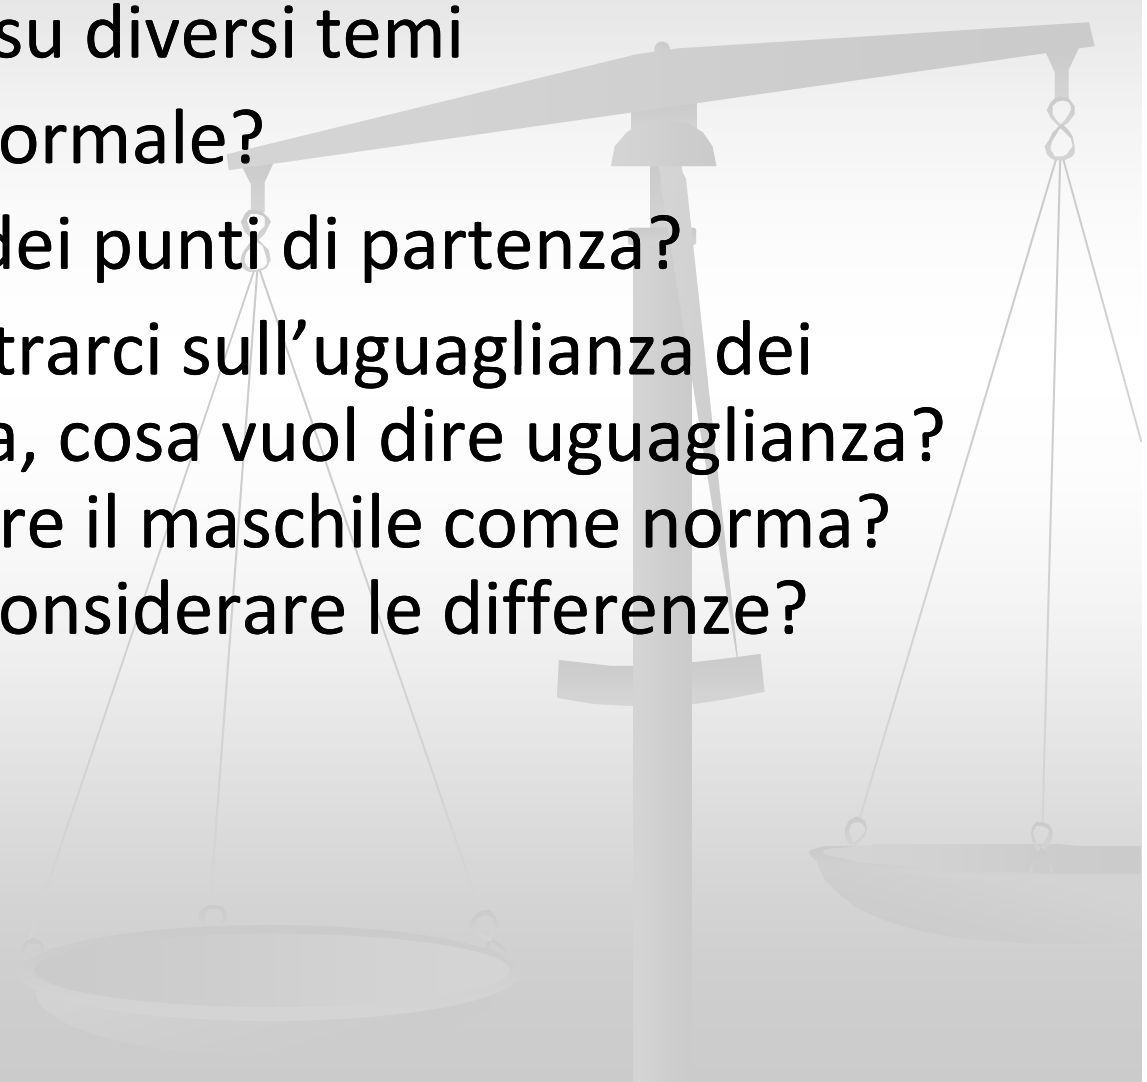 su diversi temi
ormale?
dei punti di partenza?
trarci sull’uguaglianza dei
a, cosa vuol dire uguaglianza?
re il maschile come norma?
onsiderare le differenze?